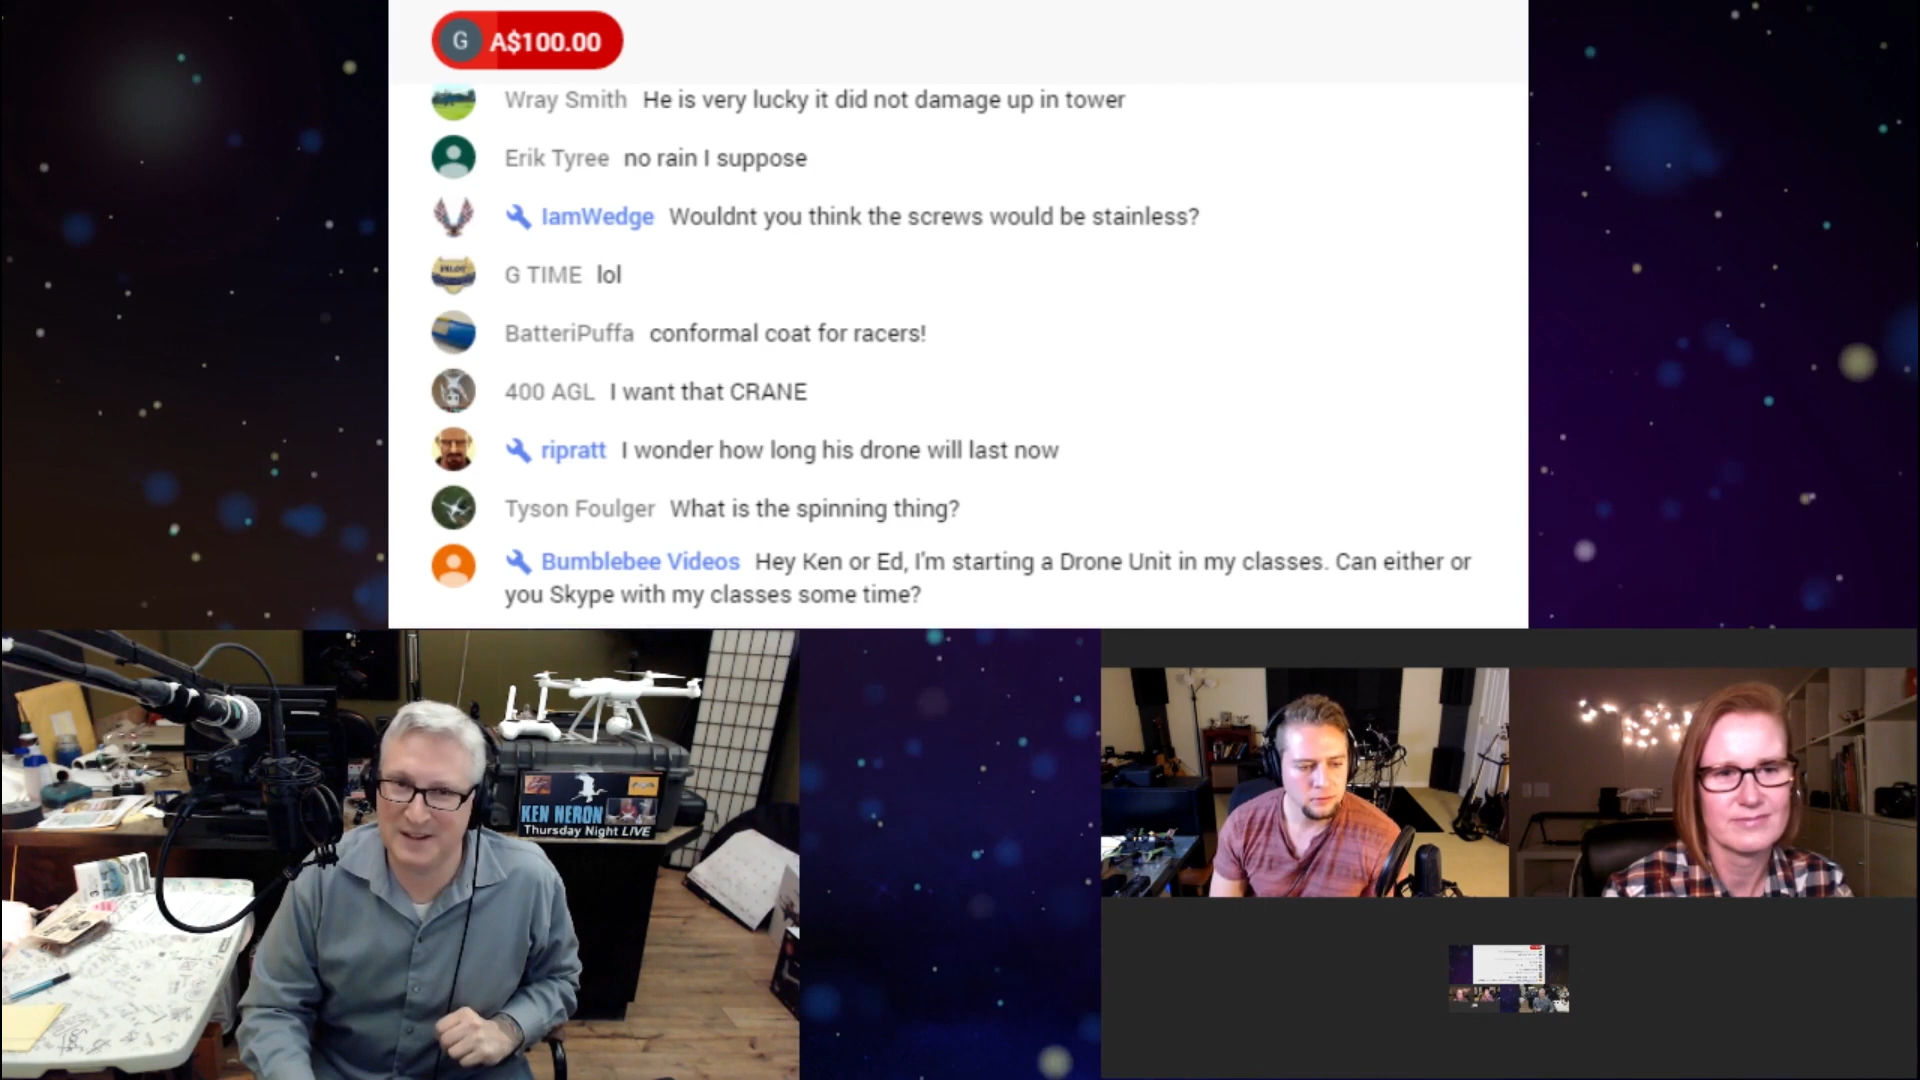 G A$100.00
Wray Smith He is very lucky it did not damage up in tower
Erik Tyree no rain I suppose
IamWedge Wouldnt you think the screws would be stainless?
G TIME lol
BatteriPuffa conformal coat for racers!
400 AGL I want that CRANE
ripratt I wonder how long his drone will last now
Tyson Foulger What is the spinning thing?
Bumblebee Videos Hey Ken or Ed, I'm starting a Drone Unit in my classes. Can either or
you Skype with my classes some time?
KEN NERON
Thursday Night LIVE